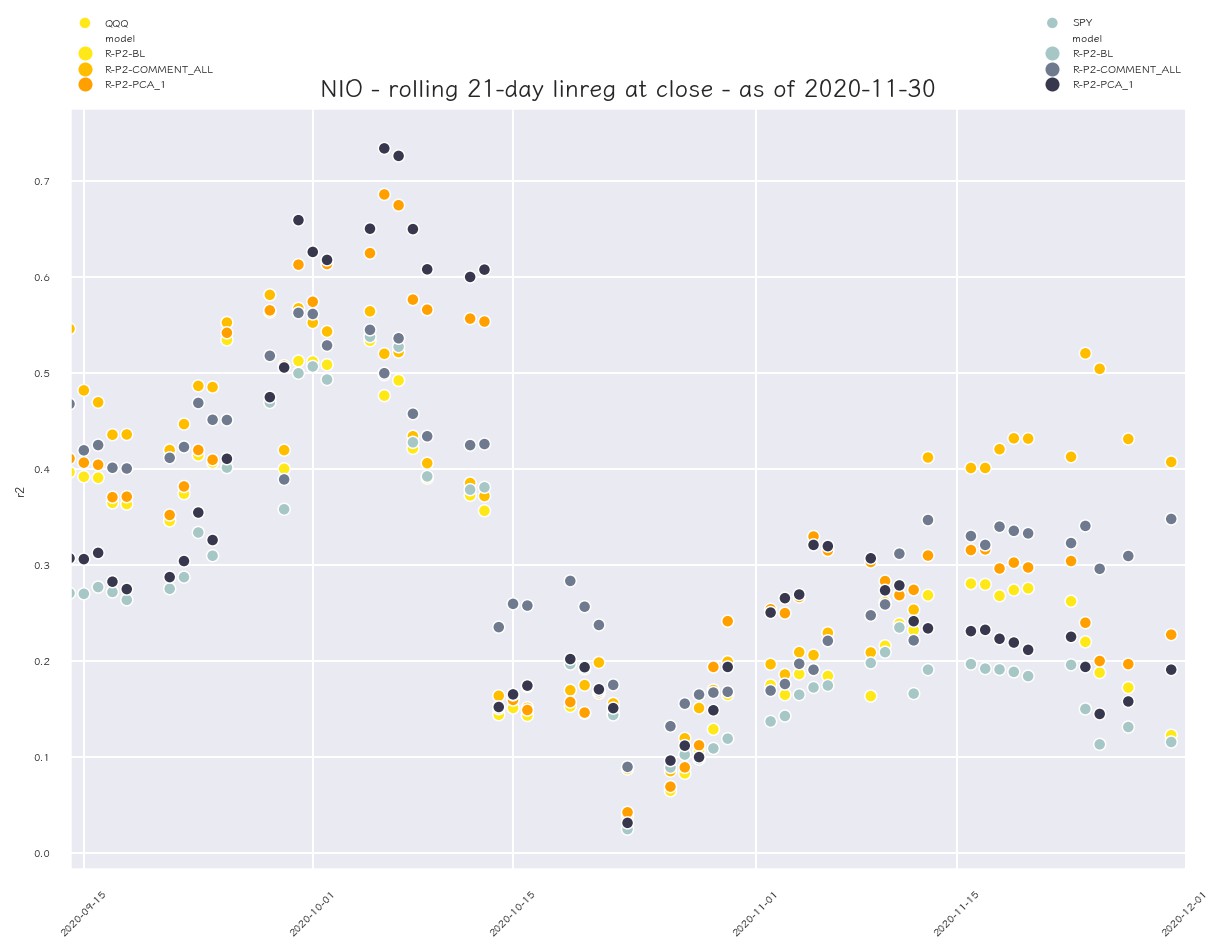 QQQ
model
R-P2-BL
R-P2-COMMENT_ALL
R-P2-PCA_1
SPY
model
R-P2-BL
R-P2-COMMENT_ALL
R-P2-PCA_1
NIO - rolling 21-day linreg at close - as of 2020-11-30
0.7
0.6
0.5
0.4
r2
0.3
0.2
0.1
0.0
2020-09-15
2020-10-01
2020-10-15
2020-11-01
2020-11-15
2020-12-01